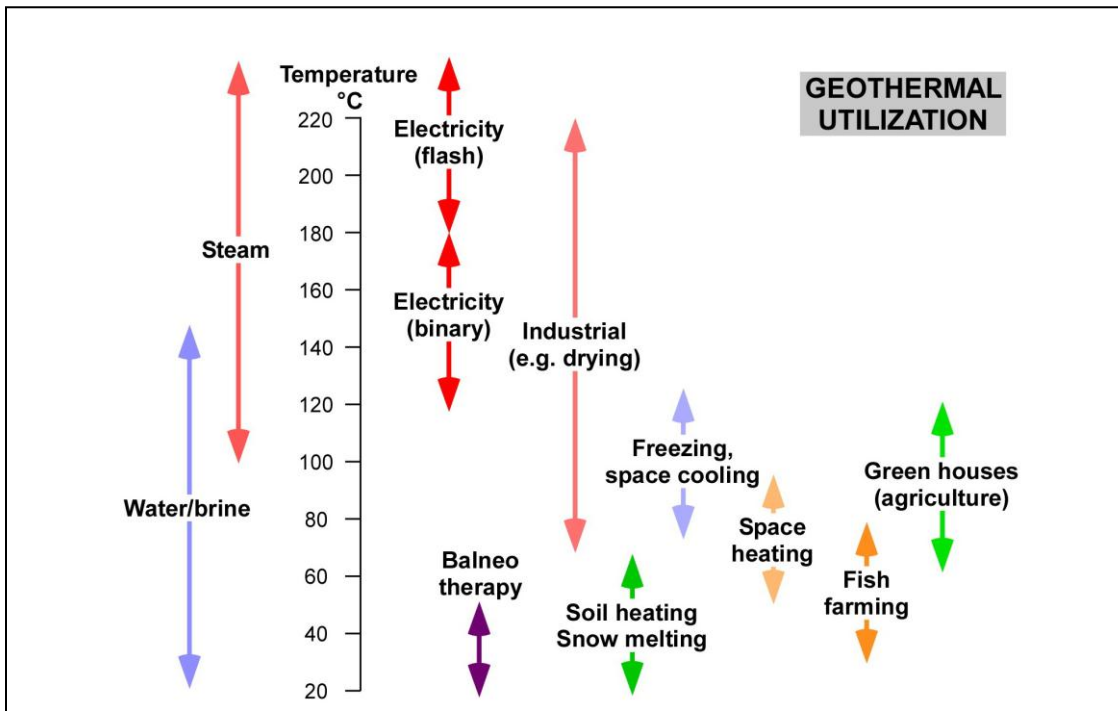 GEOTHERMAL
UTILIZATION
Temperature
°C
220
200
180
160
140
120
100
80
60
40
20
Steam
Water/brine
Electricity
(flash)
Electricity
(binary)
Industrial
(e.g. drying)
Freezing,
space cooling
Green houses
(agriculture)
Space
heating
Fish
farming
Balneo
therapy
Soil heating
Snow melting